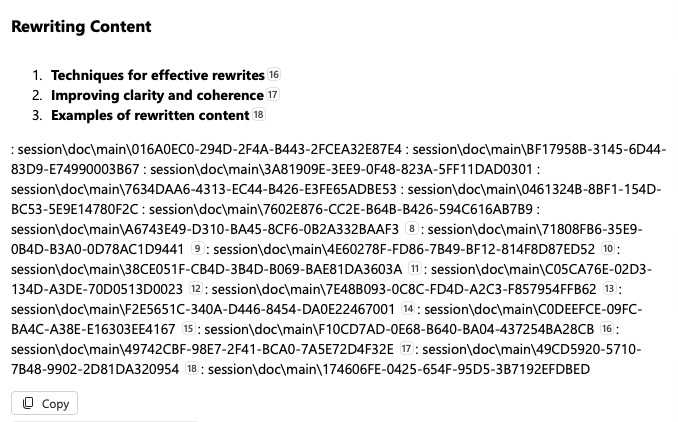 Rewriting Content
1. Techniques for effective rewrites 16
2. Improving clarity and coherence 17
3. Examples of rewritten content 18
: session\doc\main\016A0EC0-294D-2F4A-B443-2FCEA32E87E4 : session\doc\main\BF17958B-3145-6D44-
83D9-E74990003B67 : session\doc\main\3A81909E-3EE9-0F48-823A-5FF11DAD0301 :
session\doc\main\7634DAA6-4313-EC44-B426-E3FE65ADBE53 : session\doc\main\0461324B-8BF1-154D-
BC53-5E9E14780F2C : session\doc\main\7602E876-CC2E-B64B-B426-594C616AB7B9 :
session\doc\main\A6743E49-D310-BA45-8CF6-0B2A332BAAF3 8 : session\doc\main\71808FB6-35E9-
0B4D-B3A0-0D78AC1D9441 9 : session\doc\main\4E60278F-FD86-7B49-BF12-814F8D87ED52 10 :
session\doc\main\38CE051F-CB4D-3B4D-B069-BAE81DA3603A 11 : session\doc\main\C05CA76E-02D3-
134D-A3DE-70D0513D0023 12 : session\doc\main\7E48B093-0C8C-FD4D-A2C3-F857954FFB62 13 :
session\doc\main\F2E5651C-340A-D446-8454-DA0E22467001 14 : session\doc\main\C0DEEFCE-09FC-
BA4C-A38E-E16303EE4167 15 : session\doc\main\F10CD7AD-0E68-B640-BA04-437254BA28CB 16 :
session\doc\main\49742CBF-98E7-2F41-BCA0-7A5E72D4F32E 17 : session\doc\main\49CD5920-5710-
7B48-9902-2D81DA320954 18 : session\doc\main\174606FE-0425-654F-95D5-3B7192EFDBED
Copy